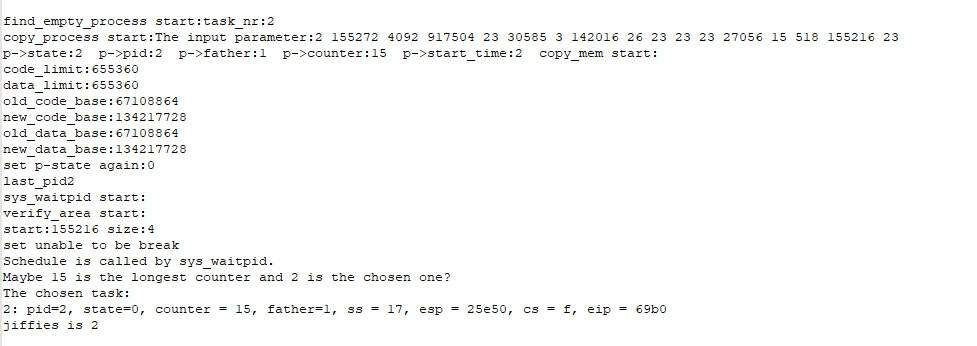 find_empty_process start:task_nr:2
copy_process start:The input parameter:2 155272 4092 917504 23 30585 3 142016 26 23 23 23 27056 15 518 155216 23
p->state:2  p->pid:2  p->father:1  p->counter:15  p->start_time:2  copy_mem start:
code_limit:655360
data_limit:655360
old_code_base:67108864
new_code_base:134217728
old_data_base:67108864
new_data_base:134217728
set p-state again:0
last_pid2
sys_waitpid start:
verify_area start:
start:155216 size:4
set unable to be break
Schedule is called by sys_waitpid.
Maybe 15 is the longest counter and 2 is the chosen one?
The chosen task:
2: pid=2, state=0, counter = 15, father=1, ss = 17, esp = 25e50, cs = f, eip = 69b0
jiffies is 2